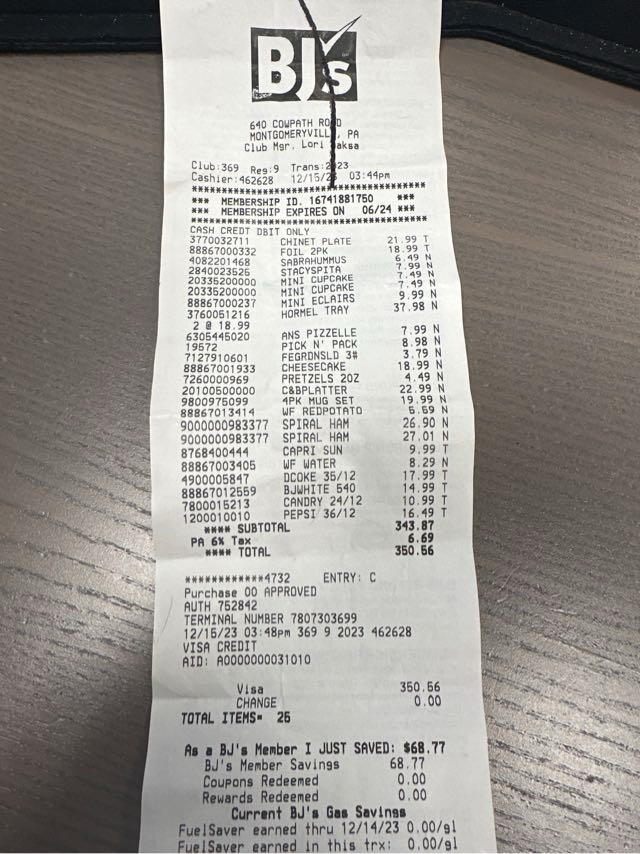 BJ's
640 COWPATH ROAD
MONTGOMERYVILL, PA
Club Mgr. Lori aksa
Club:369 Reg:9 Trans:2023
Cashier:462628 12/15/23 03:44pm
****************************************
*** MEMBERSHIP ID. 16741881750 ***
*** MEMBERSHIP EXPIRES ON 06/24 ***
****************************************
CASH CREDT DBIT ONLY
3770032711 CHINET PLATE 21.99 T
88867000332 FOIL 2PK 18.99 T
4082201468 SABRAHUMMUS 6.49 N
2840023526 STACYSPITA 7.99 N
20335200000 MINI CUPCAKE 7.49 N
20335200000 MINI CUPCAKE 7.49 N
88867000237 MINI ECLAIRS 9.99 N
3760051216 HORMEL TRAY 37.98 N
2 @ 18.99
6305445020 ANS PIZZELLE 7.99 N
19572 PICK N' PACK 8.98 N
7127910601 FEGRDNSLD 3# 3.79 N
88867001933 CHEESECAKE 18.99 N
7260000969 PRETZELS 20Z 4.49 N
20100500000 C&BPLATTER 22.99 N
9800975099 4PK MUG SET 19.99 N
88867013414 WF REDPOTATO 5.59 N
9000000983377 SPIRAL HAM 26.90 N
9000000983377 SPIRAL HAM 27.01 N
8768400444 CAPRI SUN 9.99 T
88867003405 WF WATER 8.29 N
4900005847 DCOKE 35/12 17.99 T
88867012559 BJWHITE 540 14.99 T
7800015213 CANDRY 24/12 10.99 T
1200010010 PEPSI 36/12 16.49 T
**** SUBTOTAL 343.87
PA 6% Tax 6.69
**** TOTAL 350.56
************4732 ENTRY: C
Purchase 00 APPROVED
AUTH 752842
TERMINAL NUMBER 7807303699
12/15/23 03:48pm 369 9 2023 462628
VISA CREDIT
AID: A0000000031010
Visa 350.56
CHANGE 0.00
TOTAL ITEMS= 25
As a BJ's Member I JUST SAVED: $68.77
BJ's Member Savings 68.77
Coupons Redeemed 0.00
Rewards Redeemed 0.00
Current BJ's Gas Savings
FuelSaver earned thru 12/14/23 0.00/gl
FuelSaver earned in this trx: 0.00/gl